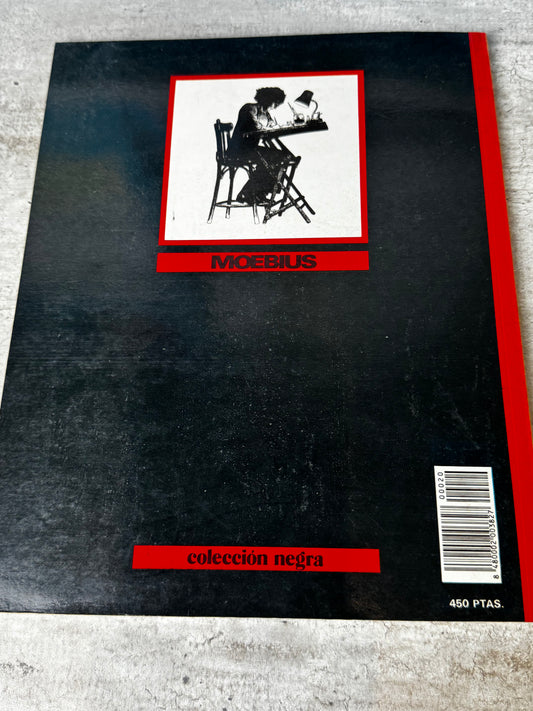 MOEBIUS
colección negra
00020
8 480002 003827
450 PTAS.